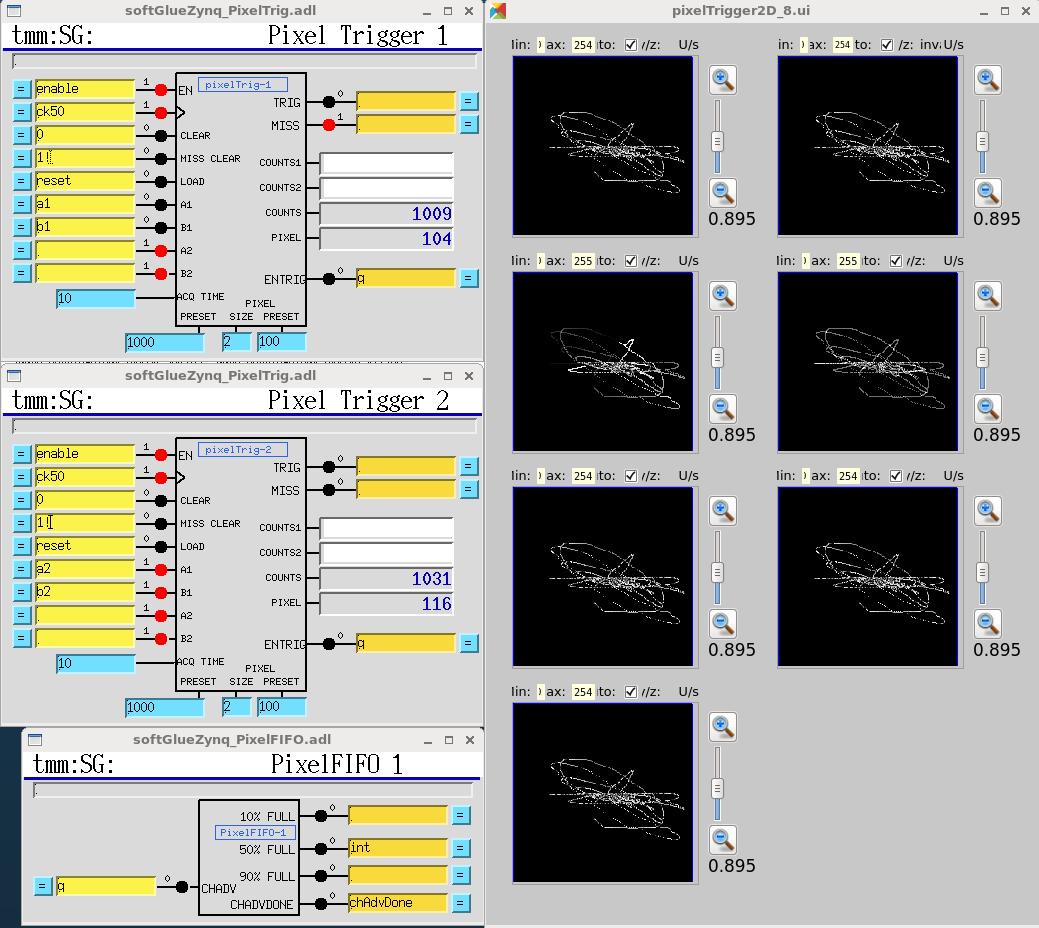 softGlueZynq_PixelTrig.adl
tmm:SG: Pixel Trigger 1
enable 1 EN pixelTrig-1
ck50 1 TRIG 0
0 0 CLEAR MISS 1
1! 0 MISS CLEAR COUNTS1
reset 0 LOAD COUNTS2
a1 0 A1 COUNTS 1009
b1 0 B1 PIXEL 104
1 A2
1 B2 ENTRIG 0 q
10 ACQ TIME PIXEL
PRESET SIZE PRESET
1000 2 100
softGlueZynq_PixelTrig.adl
tmm:SG: Pixel Trigger 2
enable 1 EN pixelTrig-2
ck50 1 TRIG 0
0 0 CLEAR MISS 0
1! 0 MISS CLEAR COUNTS1
reset 0 LOAD COUNTS2
a2 1 A1 COUNTS 1031
b2 1 B1 PIXEL 116
1 A2
1 B2 ENTRIG 0 q
10 ACQ TIME PIXEL
PRESET SIZE PRESET
1000 2 100
softGlueZynq_PixelFIFO.adl
tmm:SG: PixelFIFO 1
10% FULL 0
PixelFIFO-1
50% FULL 0 int
90% FULL 0
q 0 CHADV
CHADVDONE 0 chAdvDone
pixelTrigger2D_8.ui
lin: ax: 254 to: /z: U/s
in: ax: 254 to: /z: inva U/s
0.895
0.895
lin: ax: 255 to: /z: U/s
lin: ax: 255 to: /z: U/s
0.895
0.895
lin: ax: 254 to: /z: U/s
lin: ax: 254 to: /z: U/s
0.895
0.895
lin: ax: 254 to: /z: U/s
0.895